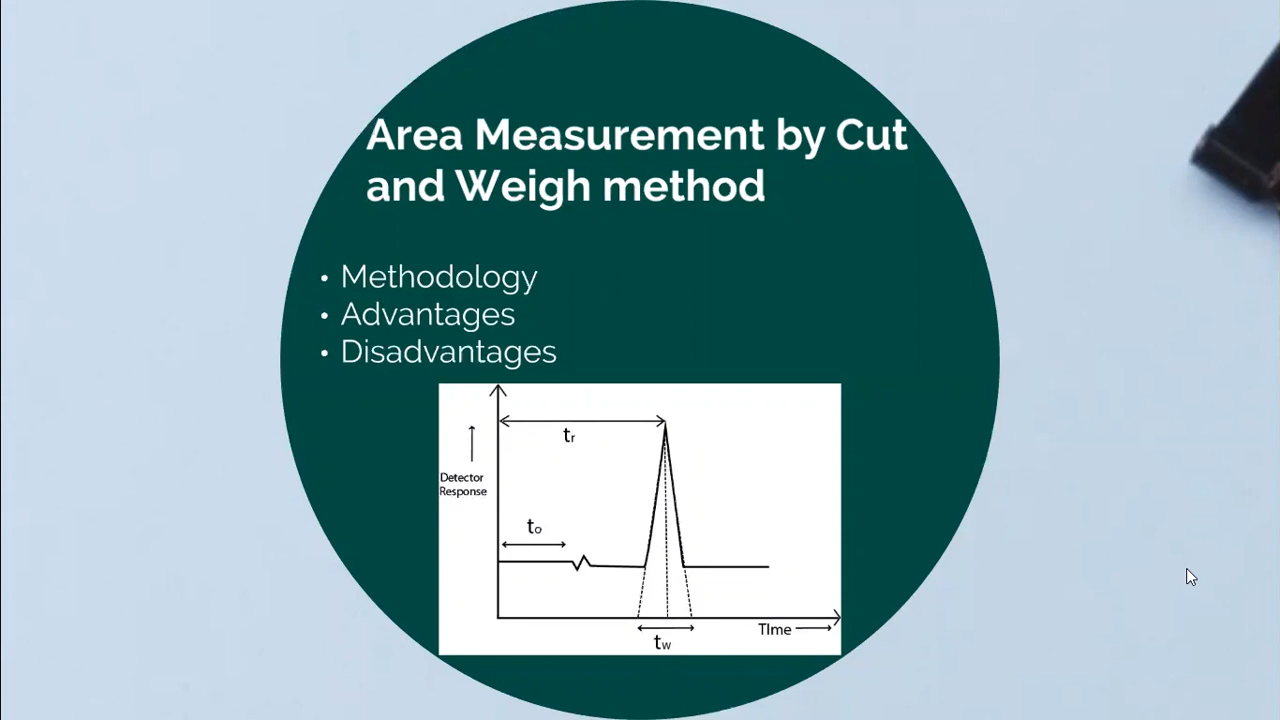 Area Measurement by Cut
and Weigh method
• Methodology
• Advantages
• Disadvantages
tr
Detector
Response
to
TIme
tw